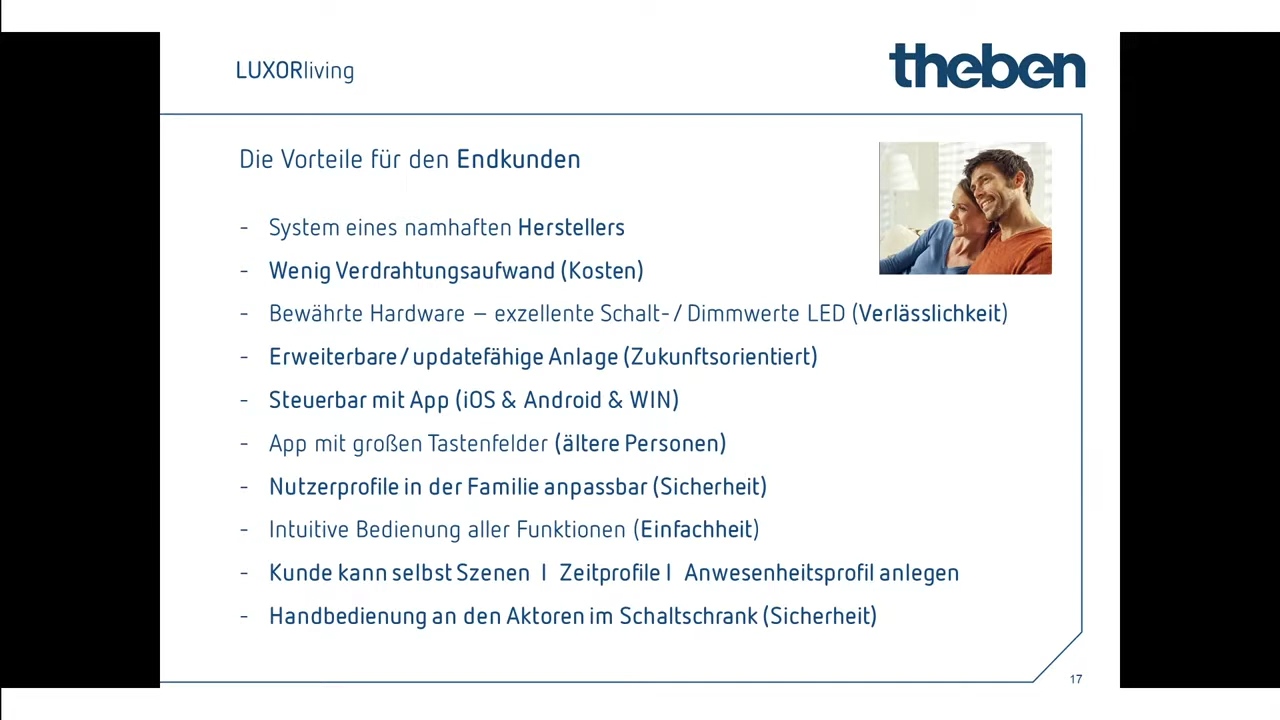 LUXORliving
theben
Die Vorteile für den Endkunden
- System eines namhaften Herstellers
- Wenig Verdrahtungsaufwand (Kosten)
- Bewährte Hardware – exzellente Schalt-/ Dimmwerte LED (Verlässlichkeit)
- Erweiterbare/updatefähige Anlage (Zukunftsorientiert)
- Steuerbar mit App (iOS & Android & WIN)
- App mit großen Tastenfelder (ältere Personen)
- Nutzerprofile in der Familie anpassbar (Sicherheit)
- Intuitive Bedienung aller Funktionen (Einfachheit)
- Kunde kann selbst Szenen I Zeitprofile I Anwesenheitsprofil anlegen
- Handbedienung an den Aktoren im Schaltschrank (Sicherheit)
17